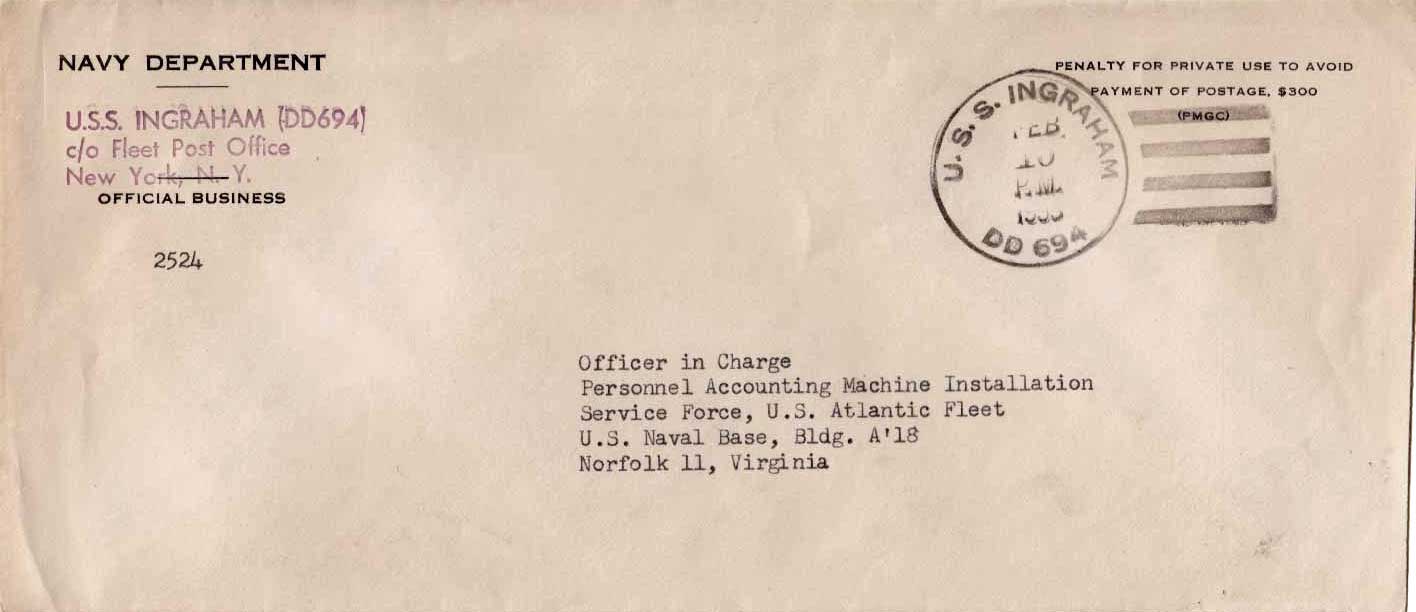 NAVY DEPARTMENT
U.S.S. INGRAHAM (DD694)
c/o Fleet Post Office
New York, N. Y.
OFFICIAL BUSINESS
2524
PENALTY FOR PRIVATE USE TO AVOID
PAYMENT OF POSTAGE, $300
(PMGC)
U.S.S. INGRAHAM
FEB.
P.M.
DD 694
Officer in Charge
Personnel Accounting Machine Installation
Service Force, U.S. Atlantic Fleet
U.S. Naval Base, Bldg. A'18
Norfolk 11, Virginia